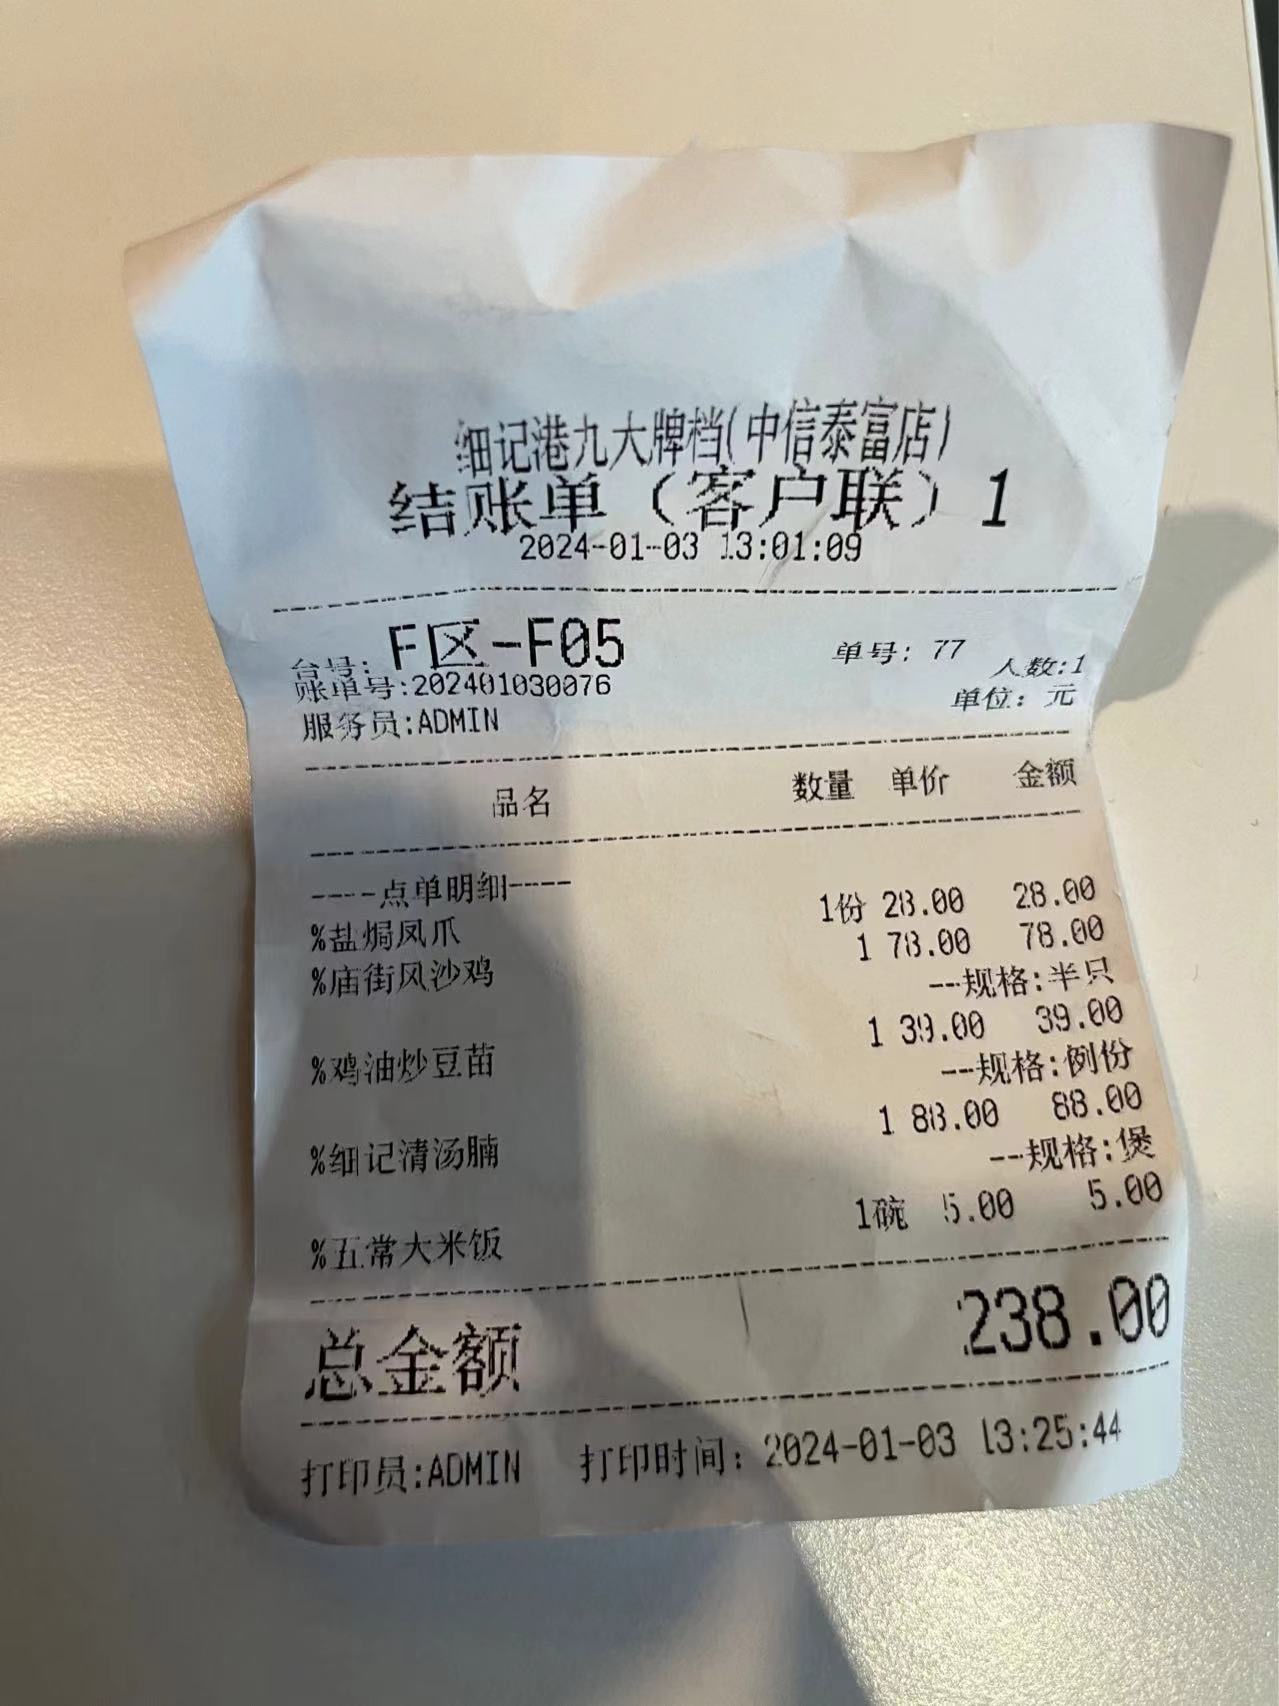 细记港九大牌档(中信泰富店)
结账单（客户联）1
2024-01-03 13:01:09
台号: F区-F05 单号: 77
人数:1
账单号:202401030076
单位: 元
服务员:ADMIN
品名 数量 单价 金额
----点单明细----
%盐焗凤爪 1份 28.00 28.00
%庙街风沙鸡 1 78.00 78.00
--规格:半只
%鸡油炒豆苗 1 39.00 39.00
--规格:例份
%细记清汤腩 1 88.00 88.00
--规格:煲
%五常大米饭 1碗 5.00 5.00
总金额 238.00
打印员:ADMIN 打印时间: 2024-01-03 13:25:44